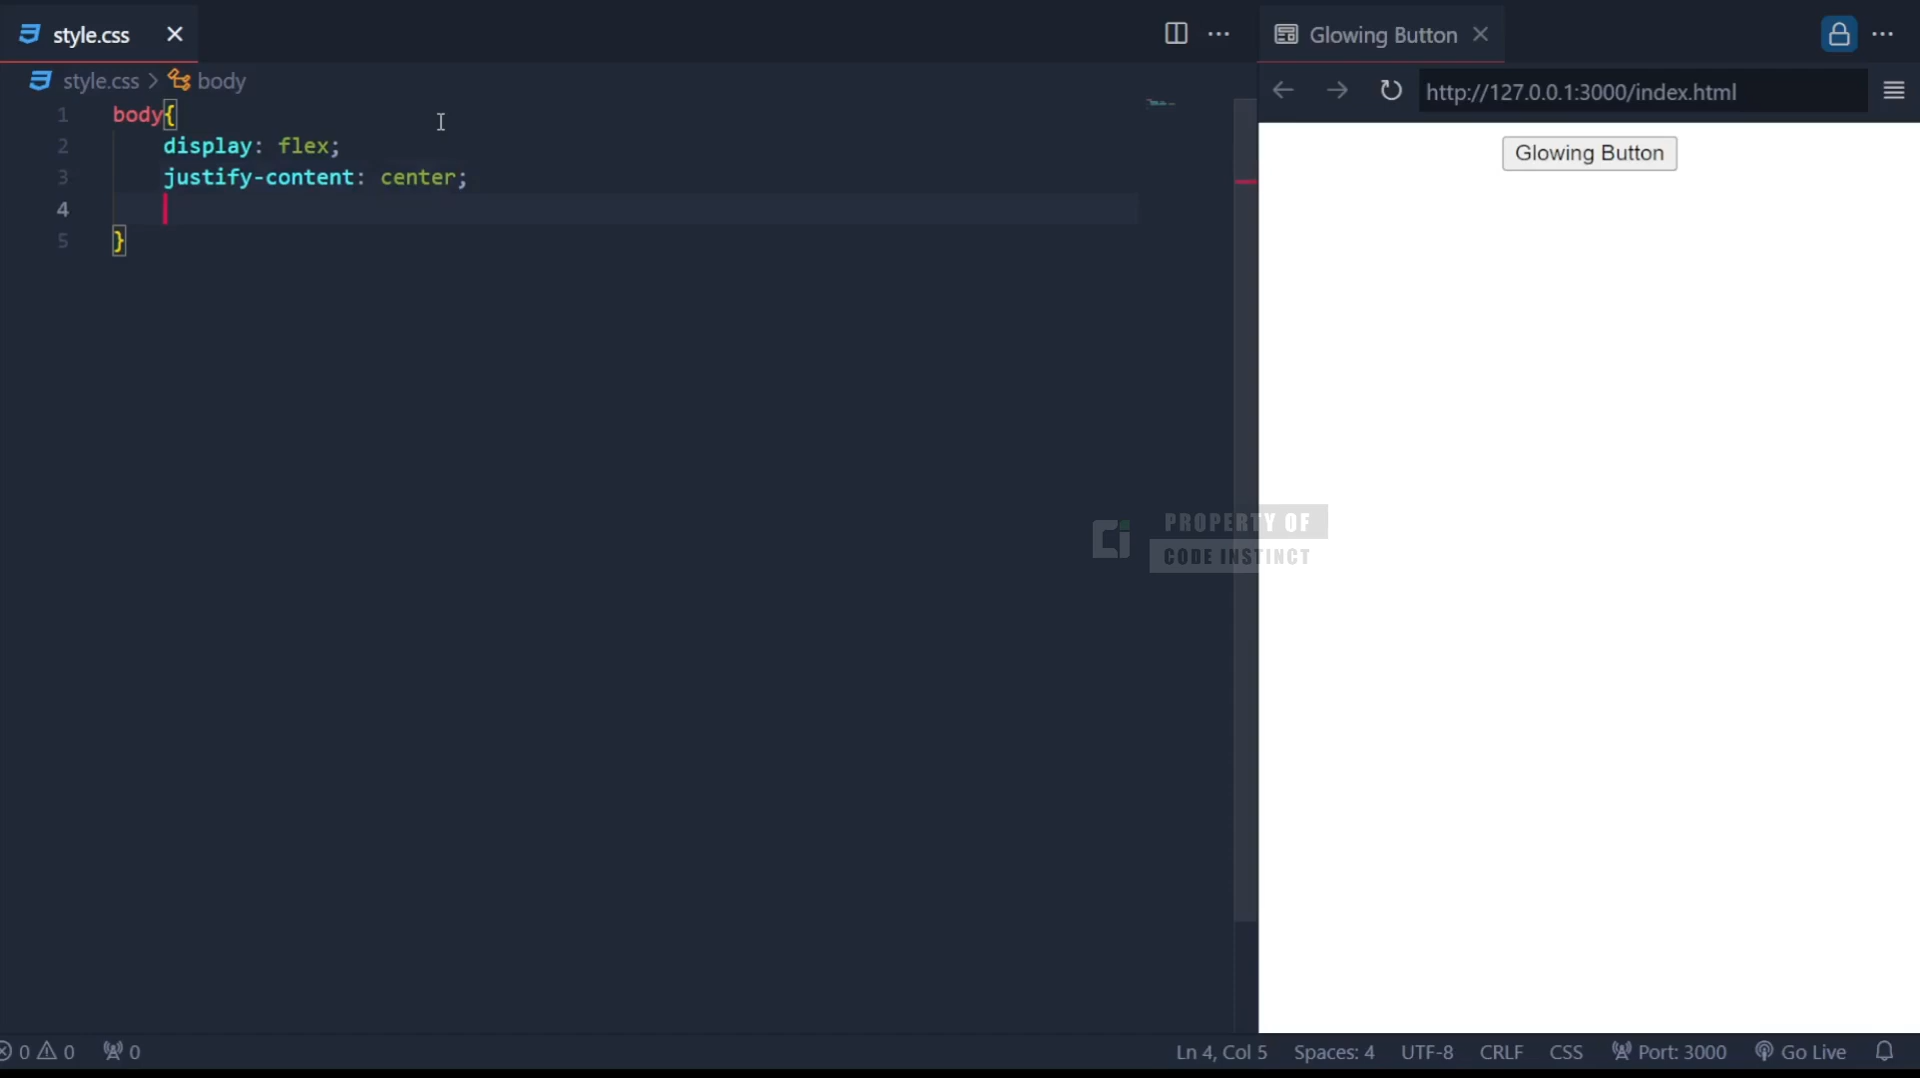 style.css
Glowing Button
style.css > body
http://127.0.0.1:3000/index.html
1 body{
2 display: flex;
3 justify-content: center;
4
5 }
Glowing Button
PROPERTY OF
CODE INSTINCT
0 0 0 Ln 4, Col 5 Spaces: 4 UTF-8 CRLF CSS Port: 3000 Go Live